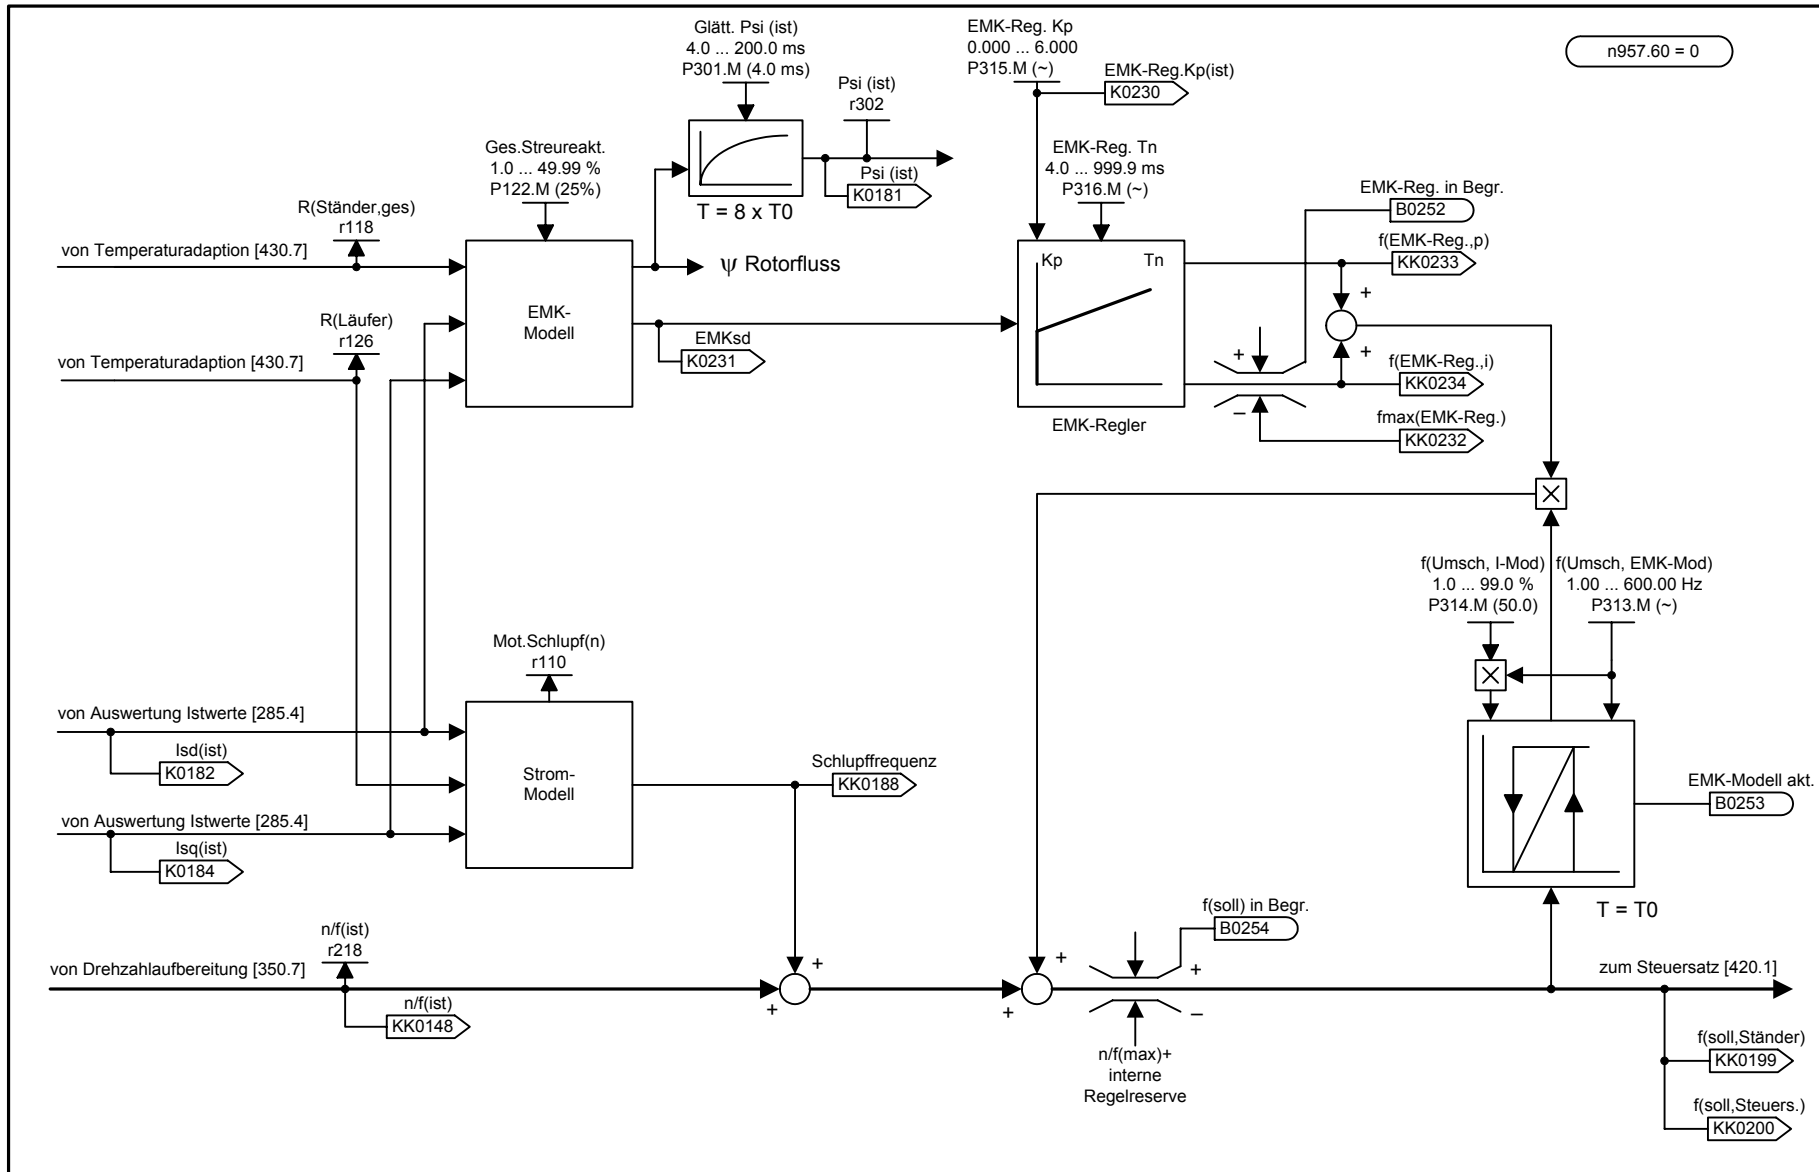 Glätt. Psi (ist)
4.0 ... 200.0 ms
P301.M (4.0 ms)
EMK-Reg. Kp
0.000 ... 6.000
P315.M (~)
n957.60 = 0
EMK-Reg.Kp(ist)
K0230
Psi (ist)
r302
Ges.Streureakt.
1.0 ... 49.99 %
P122.M (25%)
EMK-Reg. Tn
4.0 ... 999.9 ms
P316.M (~)
Psi (ist)
K0181
T = 8 x T0
EMK-Reg. in Begr.
B0252
R(Ständer,ges)
r118
von Temperaturadaption [430.7]
ψ Rotorfluss
Kp Tn
f(EMK-Reg.,p)
KK0233
+
R(Läufer)
r126
EMK-
Modell
von Temperaturadaption [430.7]
EMKsd
K0231
+
+
f(EMK-Reg.,i)
KK0234
–
EMK-Regler
fmax(EMK-Reg.)
KK0232
f(Umsch, I-Mod)
1.0 ... 99.0 %
P314.M (50.0)
f(Umsch, EMK-Mod)
1.00 ... 600.00 Hz
P313.M (~)
Mot.Schlupf(n)
r110
von Auswertung Istwerte [285.4]
Isd(ist)
K0182
Strom-
Modell
Schlupffrequenz
KK0188
EMK-Modell akt.
B0253
von Auswertung Istwerte [285.4]
Isq(ist)
K0184
T = T0
f(soll) in Begr.
B0254
n/f(ist)
r218
von Drehzahlaufbereitung [350.7]
+
+
+
+
+
–
zum Steuersatz [420.1]
n/f(ist)
KK0148
n/f(max)+
interne
Regelreserve
f(soll,Ständer)
KK0199
f(soll,Steuers.)
KK0200